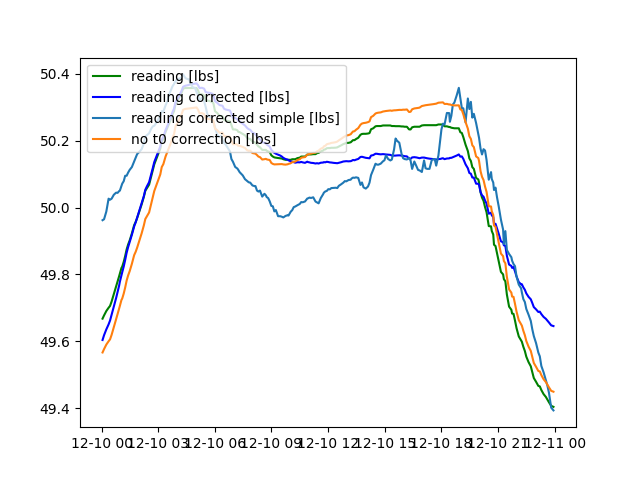 50.4
50.2
50.0
49.8
49.6
49.4
reading [lbs]
reading corrected [lbs]
reading corrected simple [lbs]
no t0 correction [lbs]
12-10 00 12-10 03 12-10 06 12-10 09 12-10 12 12-10 15 12-10 18 12-10 21 12-11 00